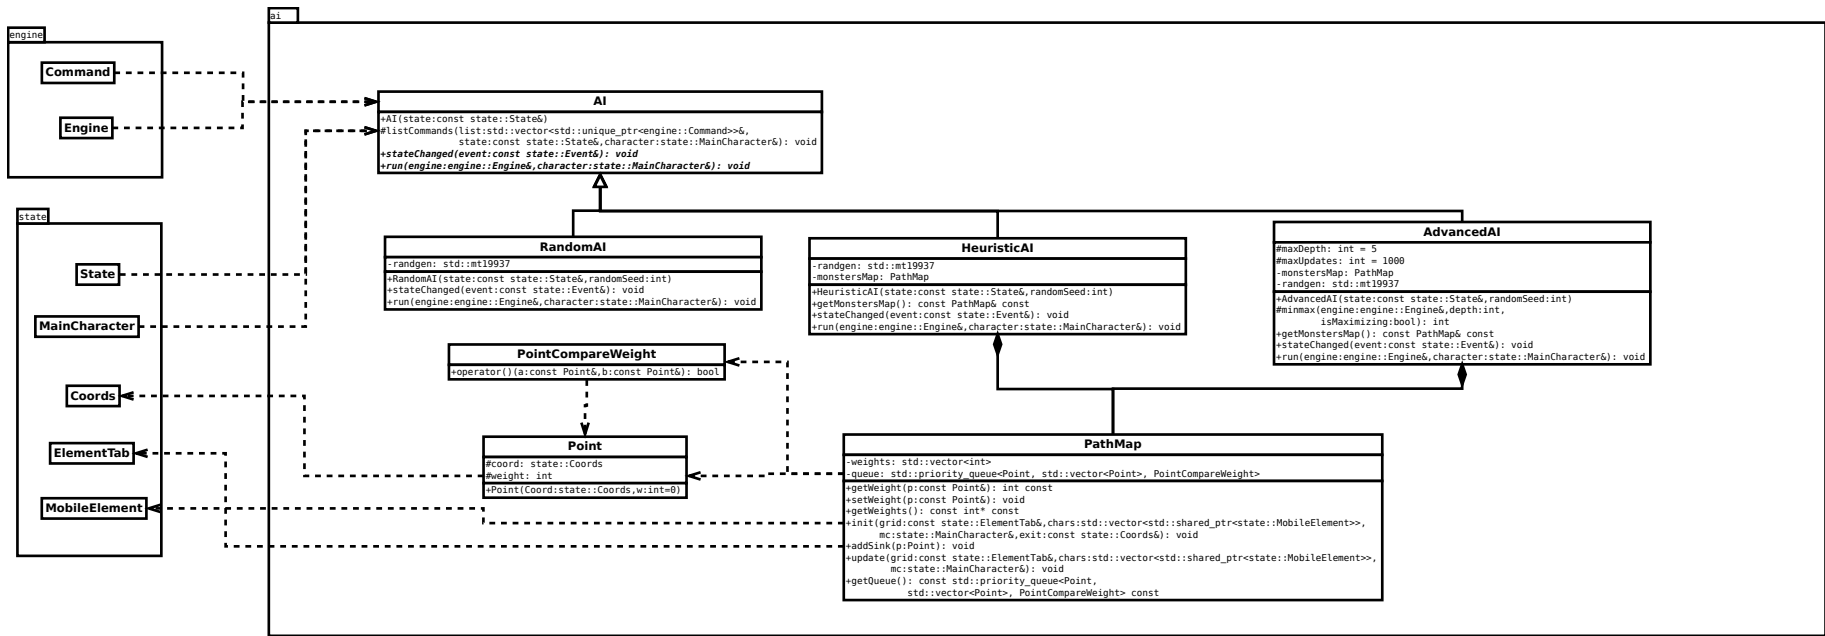 ai
engine
Command
Engine
state
State
MainCharacter
Coords
ElementTab
MobileElement
AI
+AI(state:const state::State&)
#listCommands(list:std::vector<std::unique_ptr<engine::Command>>&,
state:const state::State&,character:state::MainCharacter&): void
+stateChanged(event:const state::Event&): void
+run(engine:engine::Engine&,character:state::MainCharacter&): void
RandomAI
-randgen: std::mt19937
+RandomAI(state:const state::State&,randomSeed:int)
+stateChanged(event:const state::Event&): void
+run(engine:engine::Engine&,character:state::MainCharacter&): void
HeuristicAI
-randgen: std::mt19937
-monstersMap: PathMap
+HeuristicAI(state:const state::State&,randomSeed:int)
+getMonstersMap(): const PathMap& const
+stateChanged(event:const state::Event&): void
+run(engine:engine::Engine&,character:state::MainCharacter&): void
AdvancedAI
#maxDepth: int = 5
#maxUpdates: int = 1000
-monstersMap: PathMap
-randgen: std::mt19937
+AdvancedAI(state:const state::State&,randomSeed:int)
#minmax(engine:engine::Engine&,depth:int,
isMaximizing:bool): int
+getMonstersMap(): const PathMap& const
+stateChanged(event:const state::Event&): void
+run(engine:engine::Engine&,character:state::MainCharacter&): void
PointCompareWeight
+operator()(a:const Point&,b:const Point&): bool
Point
#coord: state::Coords
#weight: int
+Point(Coord:state::Coords,w:int=0)
PathMap
-weights: std::vector<int>
-queue: std::priority_queue<Point, std::vector<Point>, PointCompareWeight>
+getWeight(p:const Point&): int const
+setWeight(p:const Point&): void
+getWeights(): const int* const
+init(grid:const state::ElementTab&,chars:std::vector<std::shared_ptr<state::MobileElement>>,
mc:state::MainCharacter&,exit:const state::Coords&): void
+addSink(p:Point): void
+update(grid:const state::ElementTab&,chars:std::vector<std::shared_ptr<state::MobileElement>>,
mc:state::MainCharacter&): void
+getQueue(): const std::priority_queue<Point,
std::vector<Point>, PointCompareWeight> const